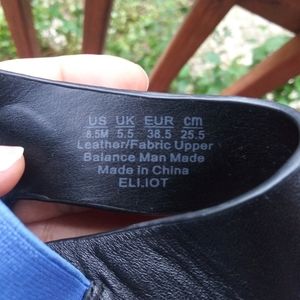 US UK EUR cm
8.5M 5.5 38.5 25.5
Leather/Fabric Upper
Balance Man Made
Made in China
ELLIOT